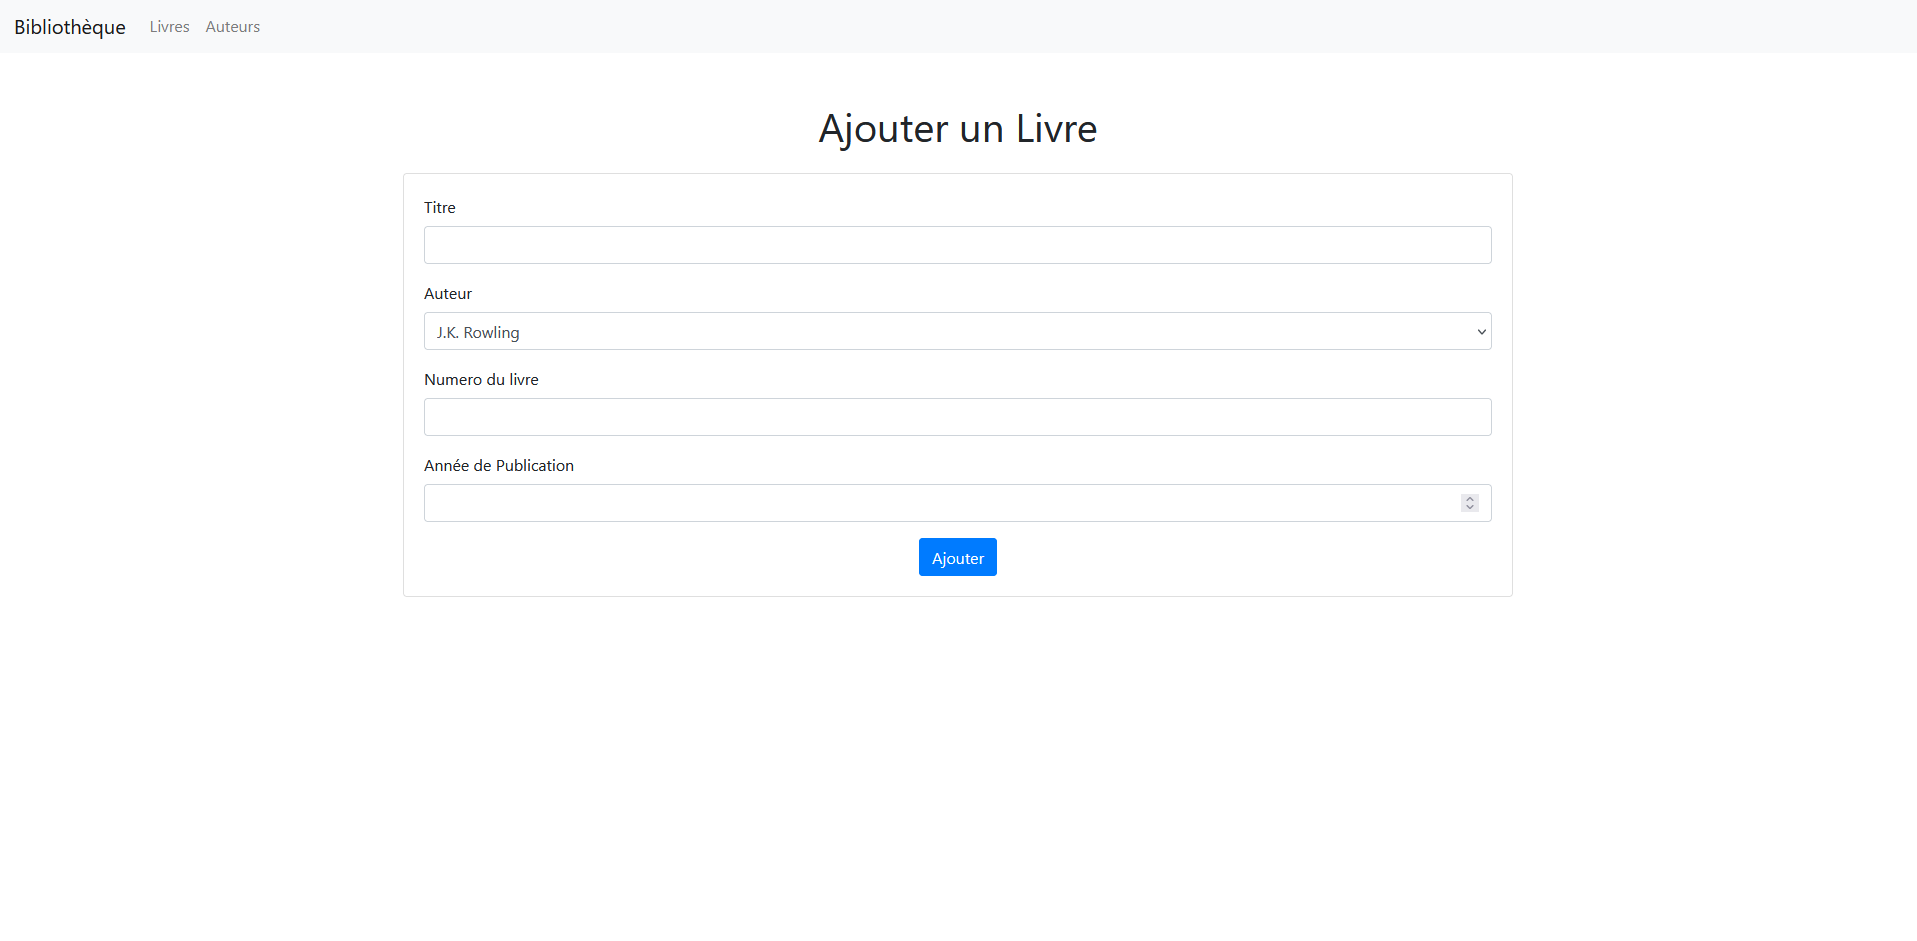 Bibliothèque Livres Auteurs
Ajouter un Livre
Titre
Auteur
J.K. Rowling
Numero du livre
Année de Publication
Ajouter